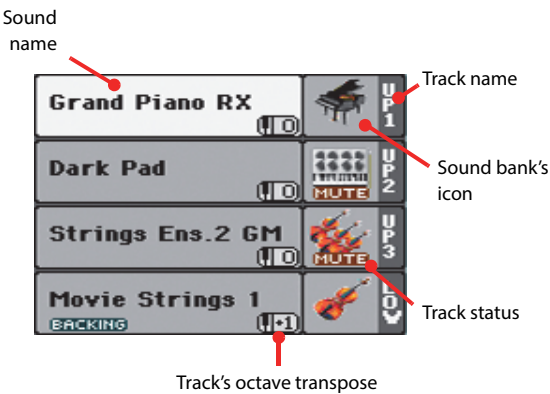 Sound
name
Track name
Grand Piano RX
0
UP1
Sound bank's
icon
Dark Pad
0
MUTE
UP2
Strings Ens.2 GM
0
MUTE
UP3
Track status
Movie Strings 1
BACKING
+1
LOW
Track's octave transpose